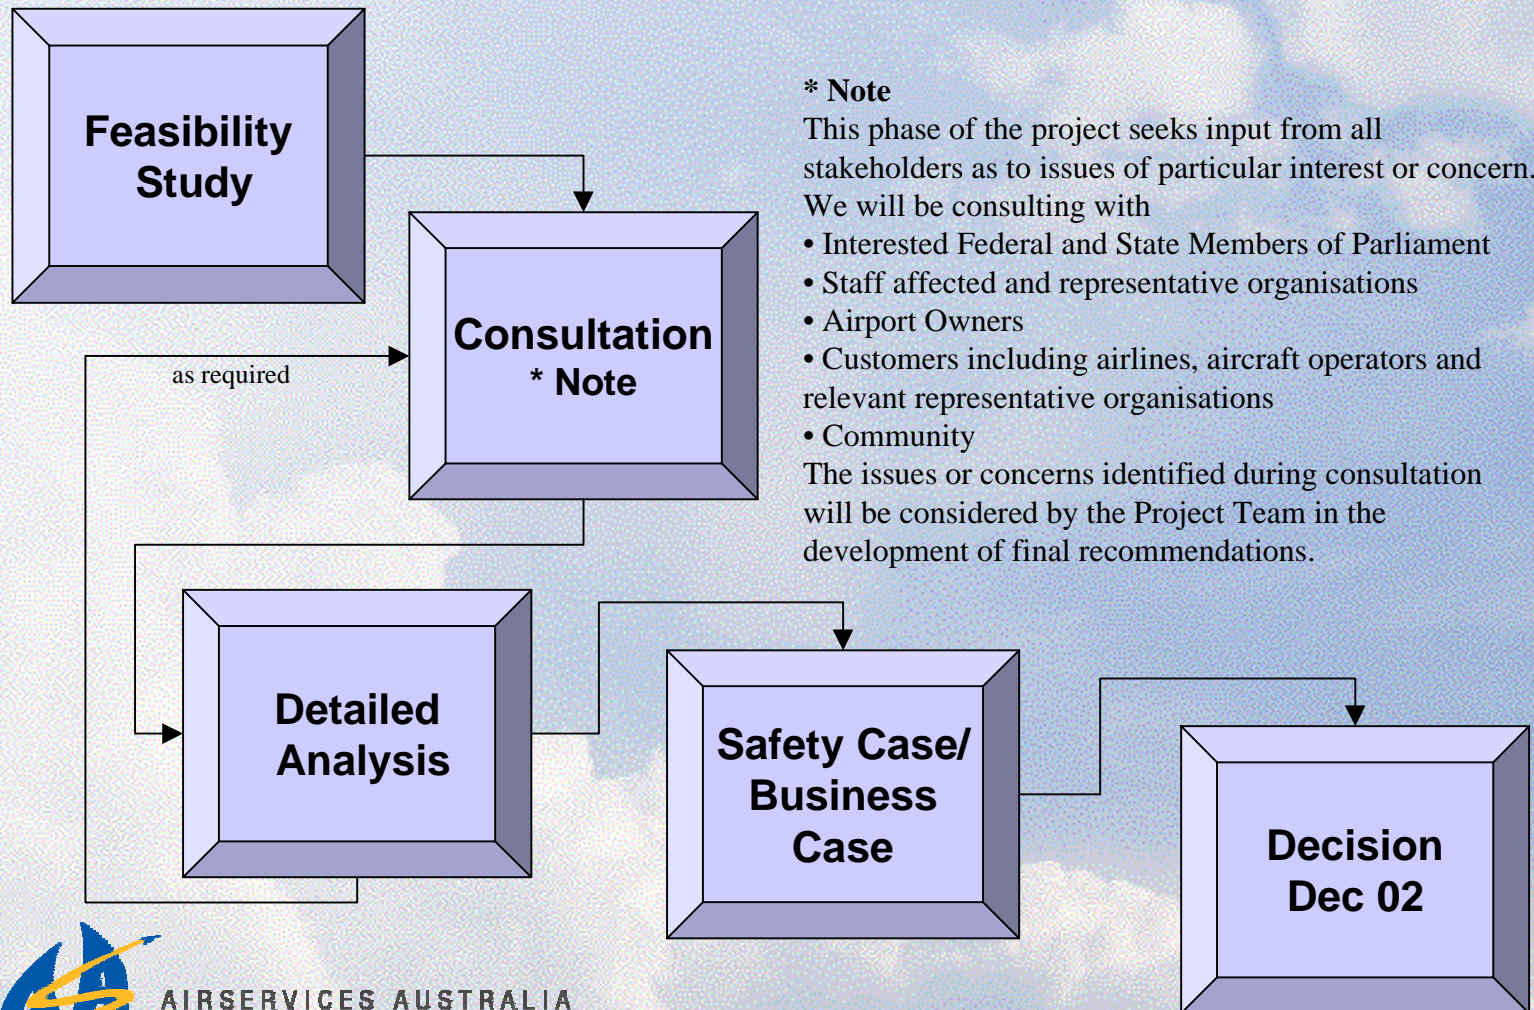 Feasibility
Study
* Note
This phase of the project seeks input from all
stakeholders as to issues of particular interest or concern.
We will be consulting with
• Interested Federal and State Members of Parliament
• Staff affected and representative organisations
• Airport Owners
• Customers including airlines, aircraft operators and
relevant representative organisations
• Community
The issues or concerns identified during consultation
will be considered by the Project Team in the
development of final recommendations.
Consultation
* Note
as required
Detailed
Analysis
Safety Case/
Business
Case
Decision
Dec 02
AIRSERVICES AUSTRALIA